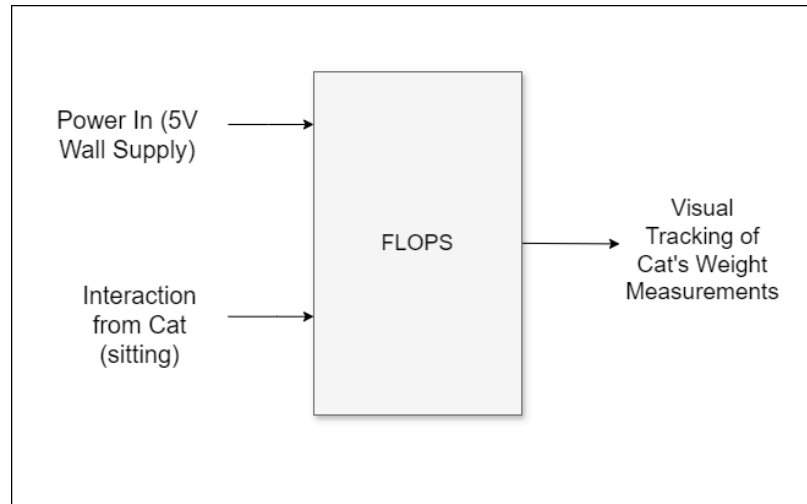 Power In (5V
Wall Supply)
Interaction
from Cat
(sitting)
FLOPS
Visual
Tracking of
Cat's Weight
Measurements